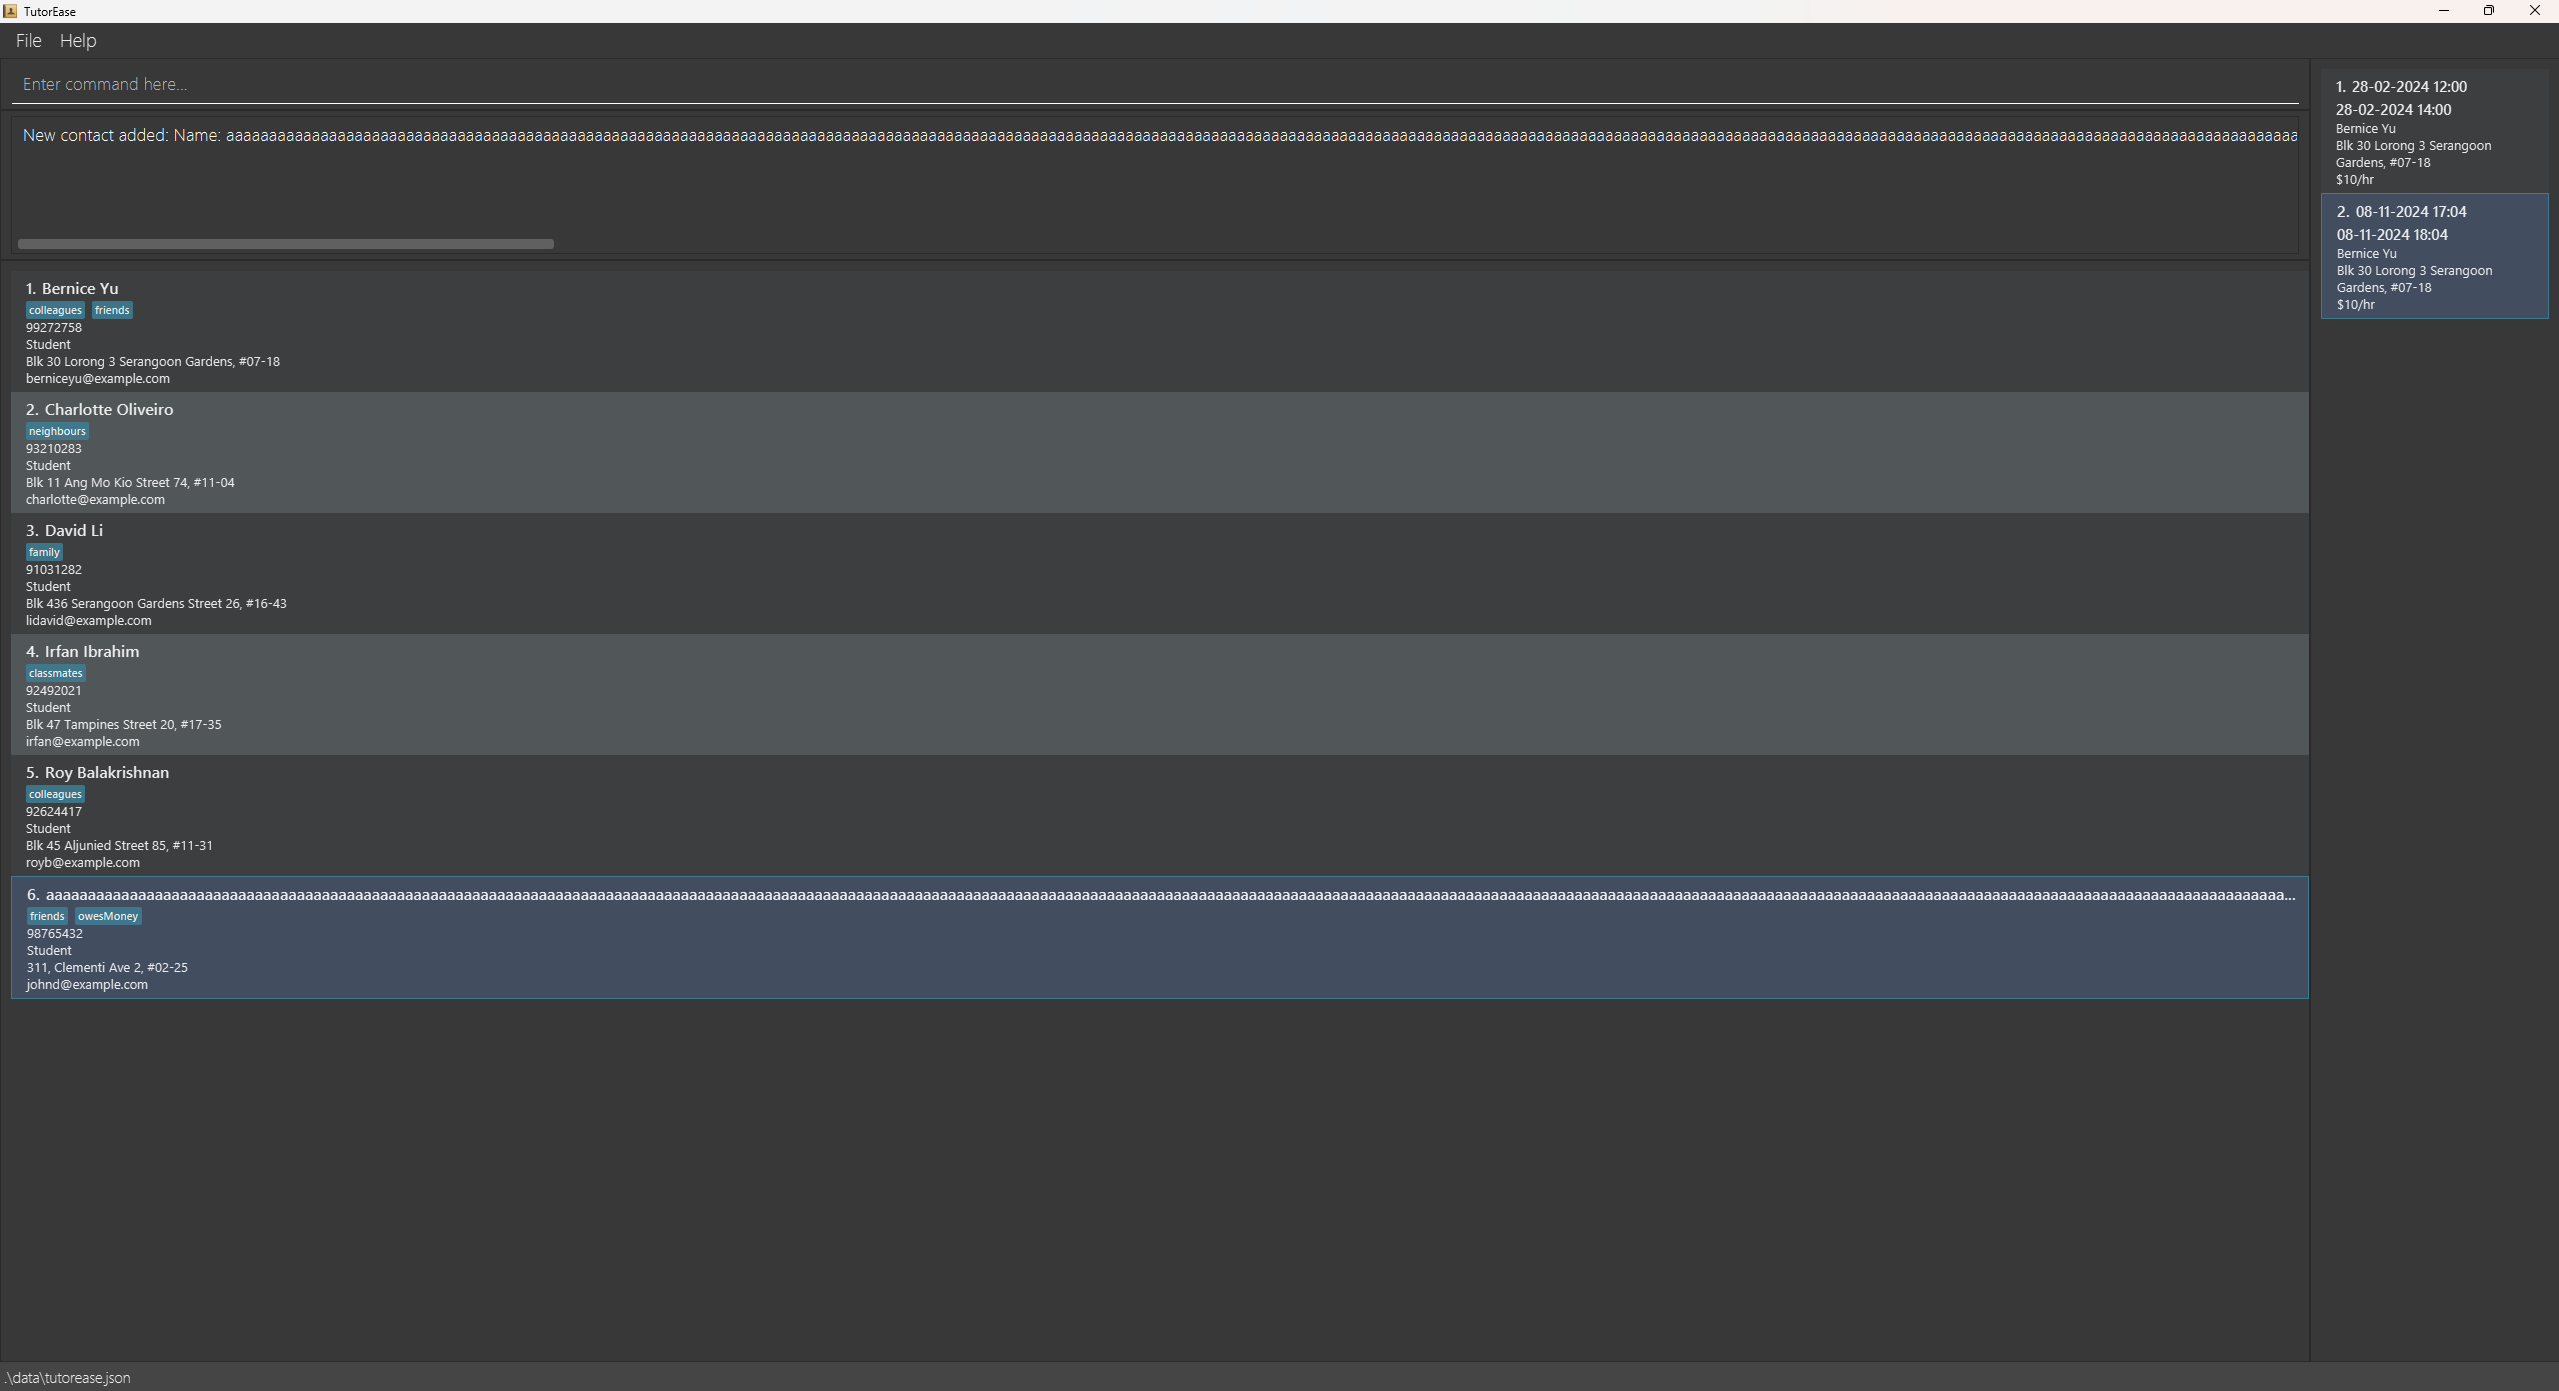 TutorEase
File Help
Enter command here...
New contact added: Name:
1. Bernice Yu
colleagues friends
99272758
Student
Blk 30 Lorong 3 Serangoon Gardens, #07-18
berniceyu@example.com
2. Charlotte Oliveiro
neighbours
93210283
Student
Blk 11 Ang Mo Kio Street 74, #11-04
charlotte@example.com
3. David Li
family
91031282
Student
Blk 436 Serangoon Gardens Street 26, #16-43
lidavid@example.com
4. Irfan Ibrahim
classmates
92492021
Student
Blk 47 Tampines Street 20, #17-35
irfan@example.com
5. Roy Balakrishnan
colleagues
92624417
Student
Blk 45 Aljunied Street 85, #11-31
royb@example.com
6.
friends owesMoney
98765432
Student
311, Clementi Ave 2, #02-25
johnd@example.com
1. 28-02-2024 12:00
28-02-2024 14:00
Bernice Yu
Blk 30 Lorong 3 Serangoon
Gardens, #07-18
$10/hr
2. 08-11-2024 17:04
08-11-2024 18:04
Bernice Yu
Blk 30 Lorong 3 Serangoon
Gardens, #07-18
$10/hr
.\data\tutorease.json